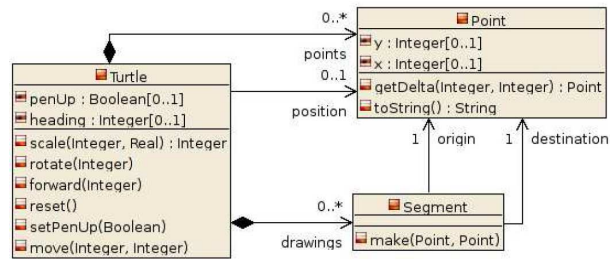 Turtle
penUp : Boolean[0..1]
heading : Integer[0..1]
scale(Integer, Real) : Integer
rotate(Integer)
forward(Integer)
reset()
setPenUp(Boolean)
move(Integer, Integer)
0..*
points
0..1
position
Point
y : Integer[0..1]
x : Integer[0..1]
getDelta(Integer, Integer) : Point
toString() : String
1 origin
1 destination
0..*
drawings
Segment
make(Point, Point)